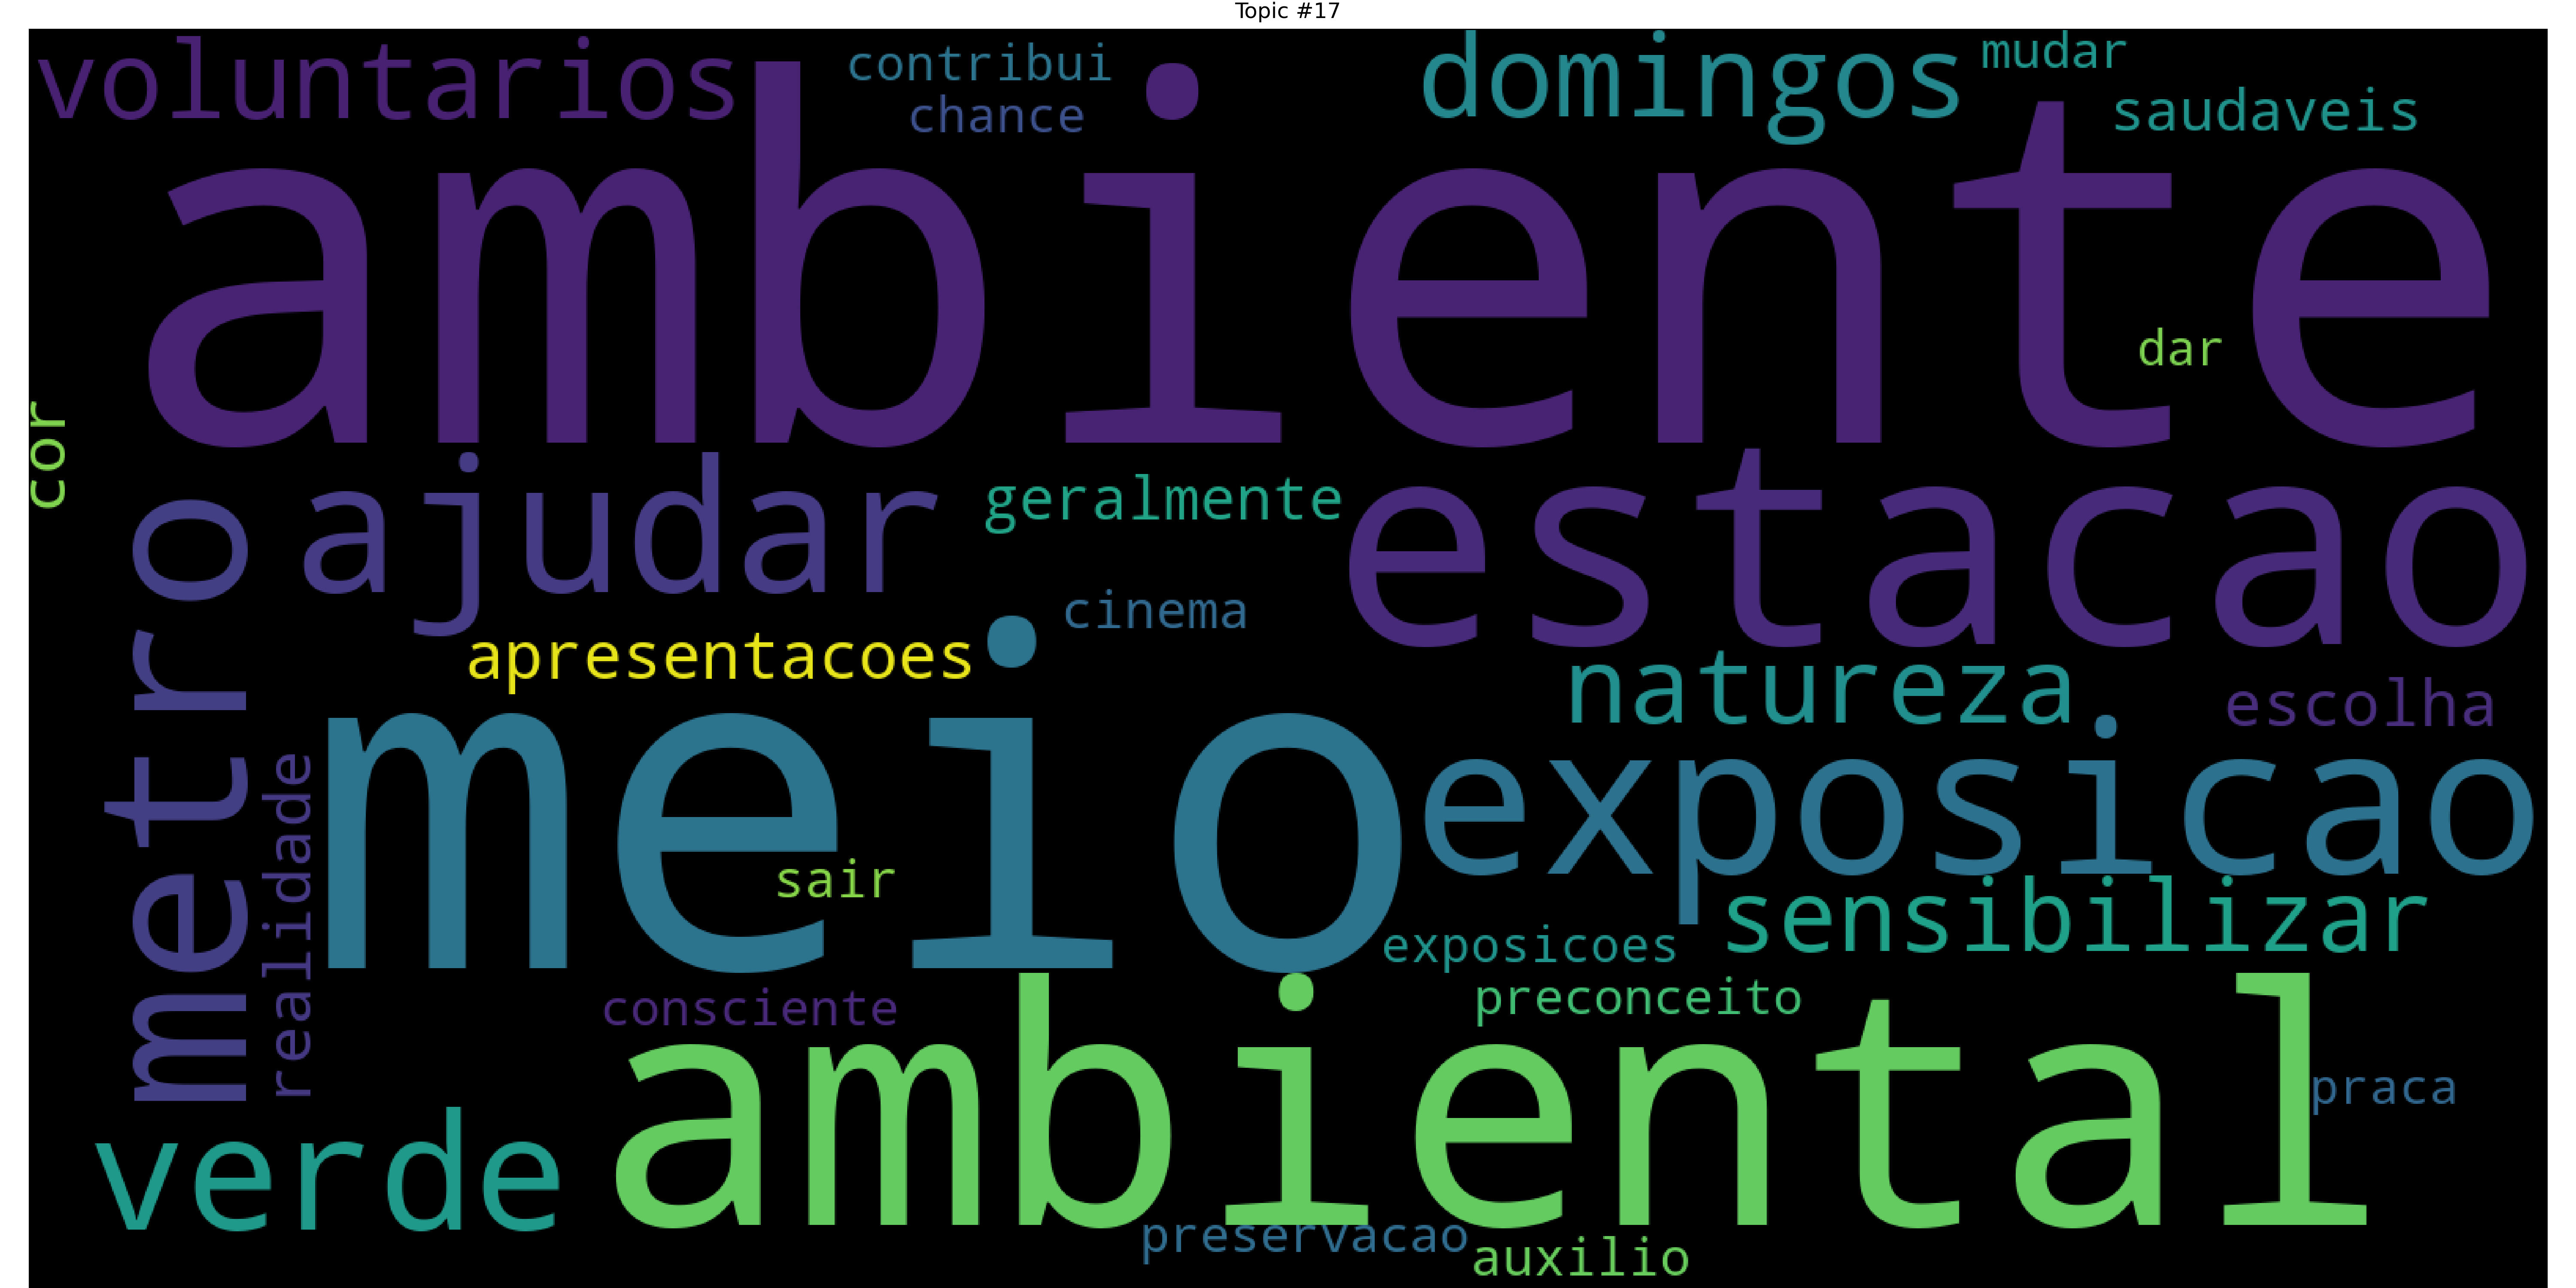 Topic #17
voluntarios
contribui
chance
domingos
mudar
saudaveis
ambiente
dar
cor
ajudar
geralmente
estacao
metro
cinema
apresentacoes
natureza
escolha
meio
exposicao
realidade
sair
sensibilizar
exposicoes
consciente
preconceito
ambiental
praca
verde
preservacao
auxilio